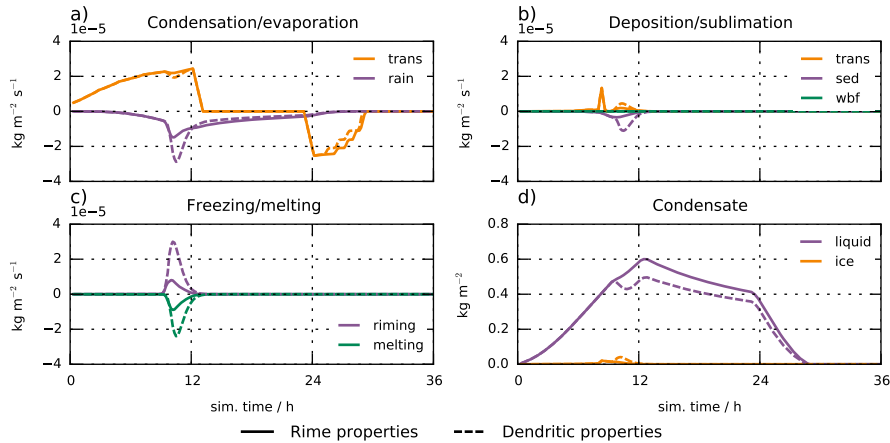 a)
Condensation/evaporation
1e−5
4
2
0
−2
−4
kg m−2 s−1
trans
rain
b)
Deposition/sublimation
1e−5
4
2
0
−2
−4
kg m−2 s−1
trans
sed
wbf
c)
Freezing/melting
1e−5
4
2
0
−2
−4
kg m−2 s−1
riming
melting
0 12 24 36
sim. time / h
d)
Condensate
0.8
0.6
0.4
0.2
0.0
kg m−2
liquid
ice
0 12 24 36
sim. time / h
Rime properties Dendritic properties